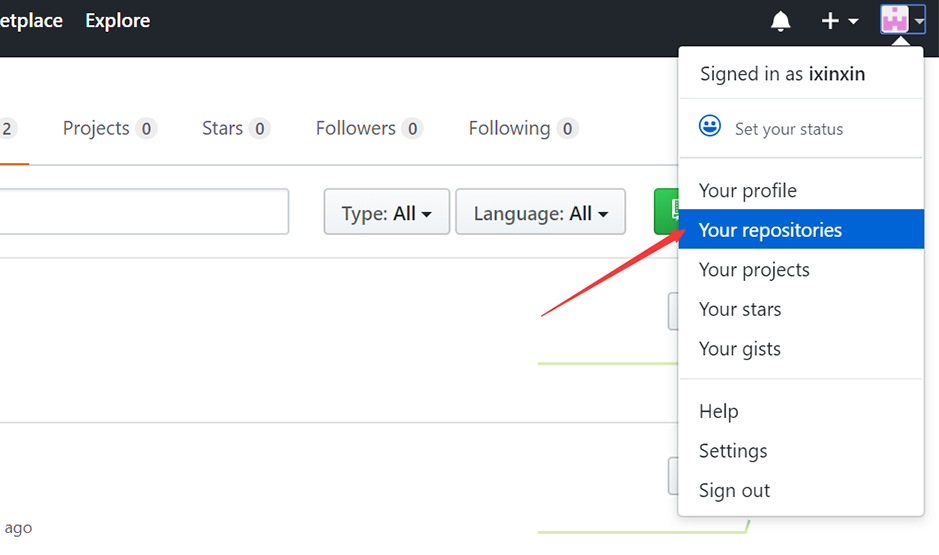 etplace Explore
Signed in as ixinxin
Set your status
2 Projects 0 Stars 0 Followers 0 Following 0
Your profile
Type: All Language: All
Your repositories
Your projects
Your stars
Your gists
Help
Settings
Sign out
ago